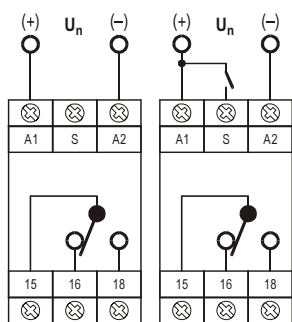 (+) Uₙ (–) (+) Uₙ (–)
A1 S A2 A1 S A2
15 16 18 15 16 18